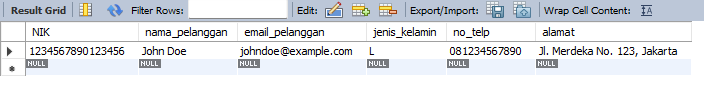 Result Grid Filter Rows: Edit: Export/Import: Wrap Cell Content:
NIK nama_pelanggan email_pelanggan jenis_kelamin no_telp alamat
1234567890123456 John Doe johndoe@example.com L 081234567890 Jl. Merdeka No. 123, Jakarta
NULL NULL NULL NULL NULL NULL